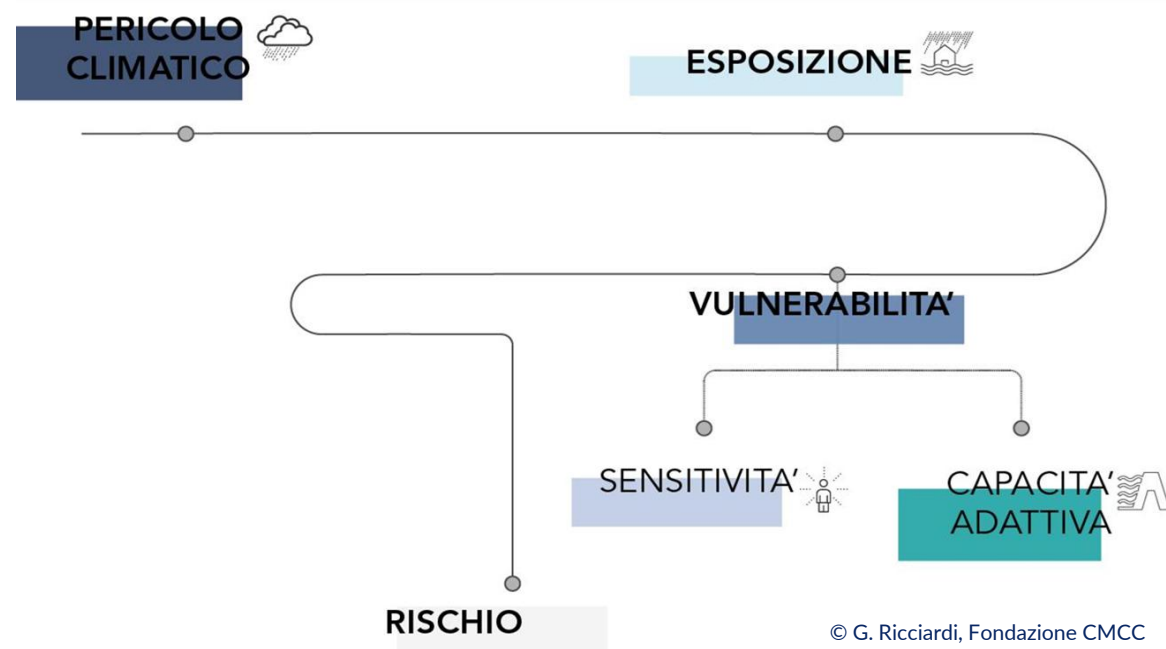 PERICOLO
CLIMATICO
ESPOSIZIONE
VULNERABILITA’
SENSITIVITA’
CAPACITA’
ADATTIVA
RISCHIO
© G. Ricciardi, Fondazione CMCC